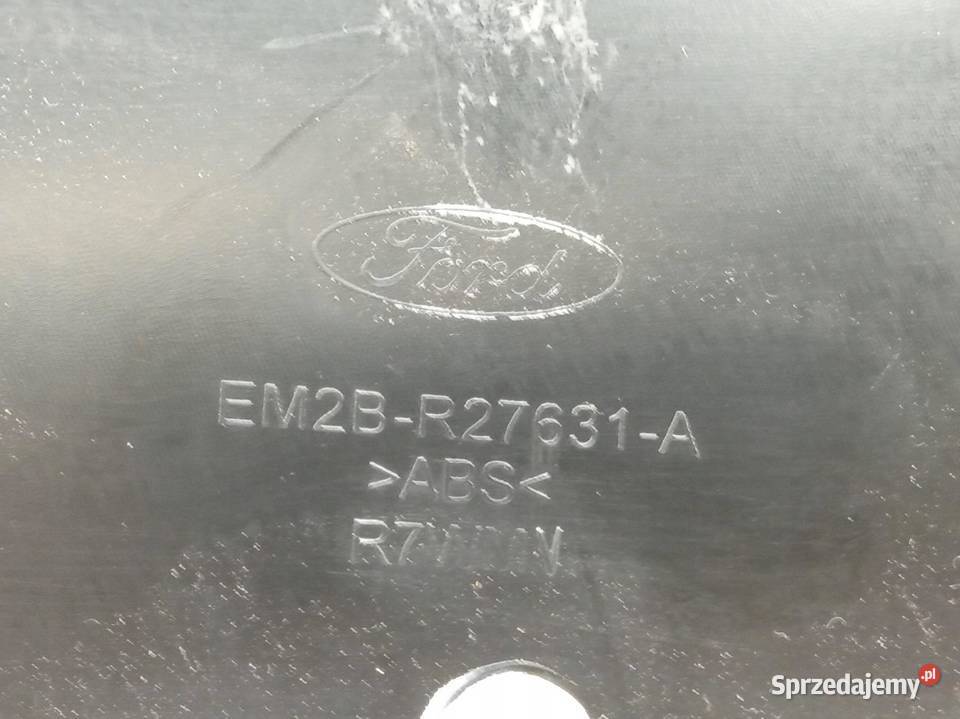 Ford
EM2B-R27631-A
>ABS<
Sprzedajemy.pl